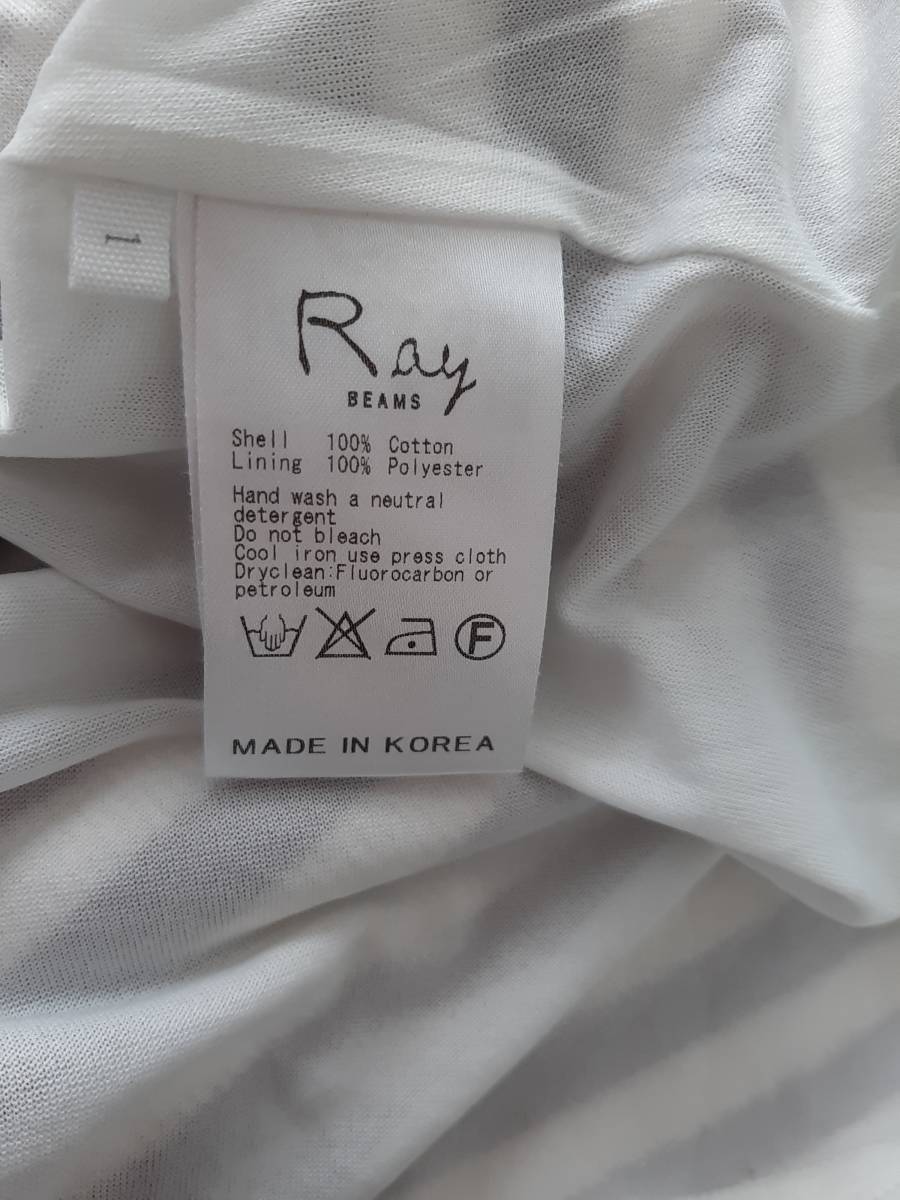 1
Ray
BEAMS
Shell 100% Cotton
Lining 100% Polyester
Hand wash a neutral
detergent
Do not bleach
Cool iron use press cloth
Dryclean:Fluorocarbon or
petroleum
F
MADE IN KOREA